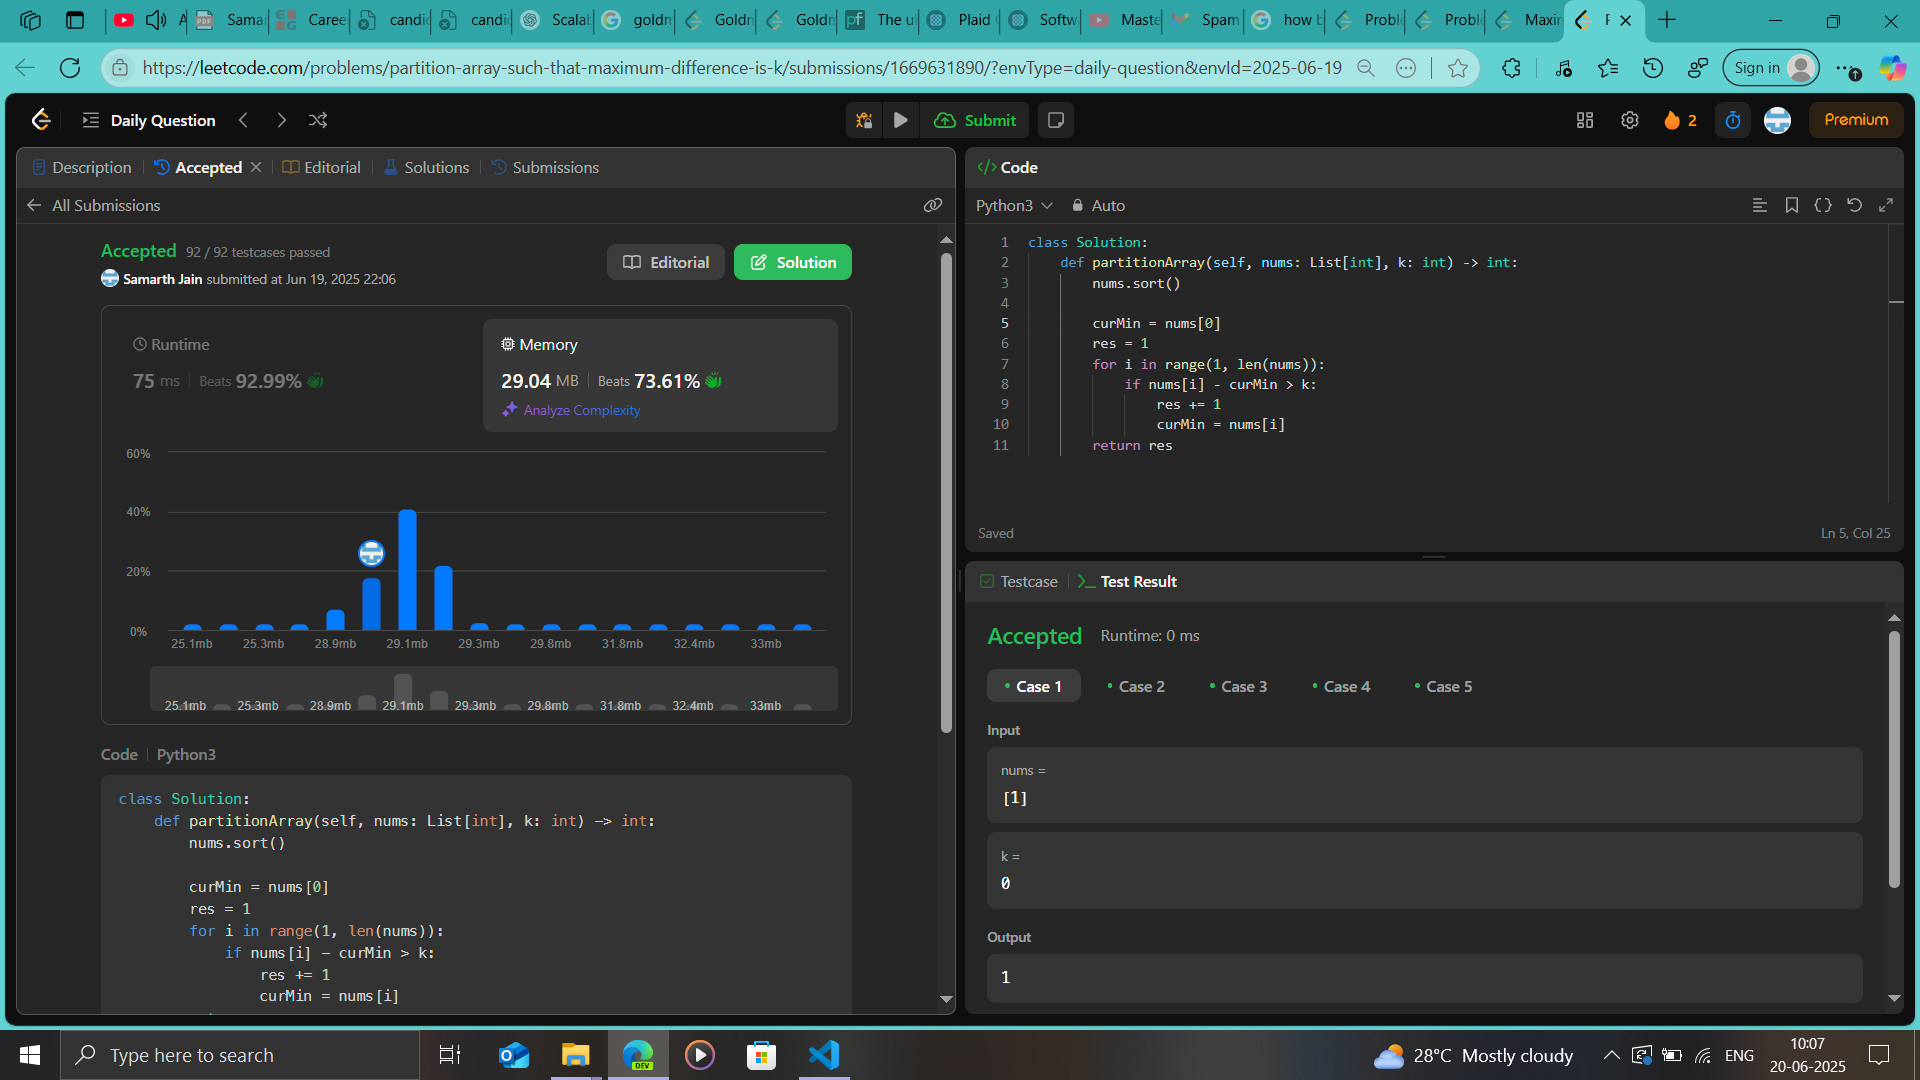 A
Samar
Caree
candid
candid
Scalab
goldm
Goldn
Goldn
The ul
Plaid
Softwa
Maste
Spam
how b
Proble
Proble
Maxin
F
https://leetcode.com/problems/partition-array-such-that-maximum-difference-is-k/submissions/1669631890/?envType=daily-question&envId=2025-06-19
Sign in
Daily Question
Submit
2
Premium
Description
Accepted
Editorial
Solutions
Submissions
All Submissions
Accepted 92 / 92 testcases passed
Samarth Jain submitted at Jun 19, 2025 22:06
Editorial
Solution
Runtime
75 ms Beats 92.99%
Memory
29.04 MB Beats 73.61%
Analyze Complexity
60%
40%
20%
0%
25.1mb 25.3mb 28.9mb 29.1mb 29.3mb 29.8mb 31.8mb 32.4mb 33mb
25.1mb 25.3mb 28.9mb 29.1mb 29.3mb 29.8mb 31.8mb 32.4mb 33mb
Code Python3
class Solution:
def partitionArray(self, nums: List[int], k: int) -> int:
nums.sort()
curMin = nums[0]
res = 1
for i in range(1, len(nums)):
if nums[i] - curMin > k:
res += 1
curMin = nums[i]
Code
Python3 Auto
1 class Solution:
2 def partitionArray(self, nums: List[int], k: int) -> int:
3 nums.sort()
4
5 curMin = nums[0]
6 res = 1
7 for i in range(1, len(nums)):
8 if nums[i] - curMin > k:
9 res += 1
10 curMin = nums[i]
11 return res
Saved
Ln 5, Col 25
Testcase
Test Result
Accepted Runtime: 0 ms
Case 1 Case 2 Case 3 Case 4 Case 5
Input
nums =
[1]
k =
0
Output
1
Type here to search
DEV
28°C Mostly cloudy
ENG
10:07
20-06-2025